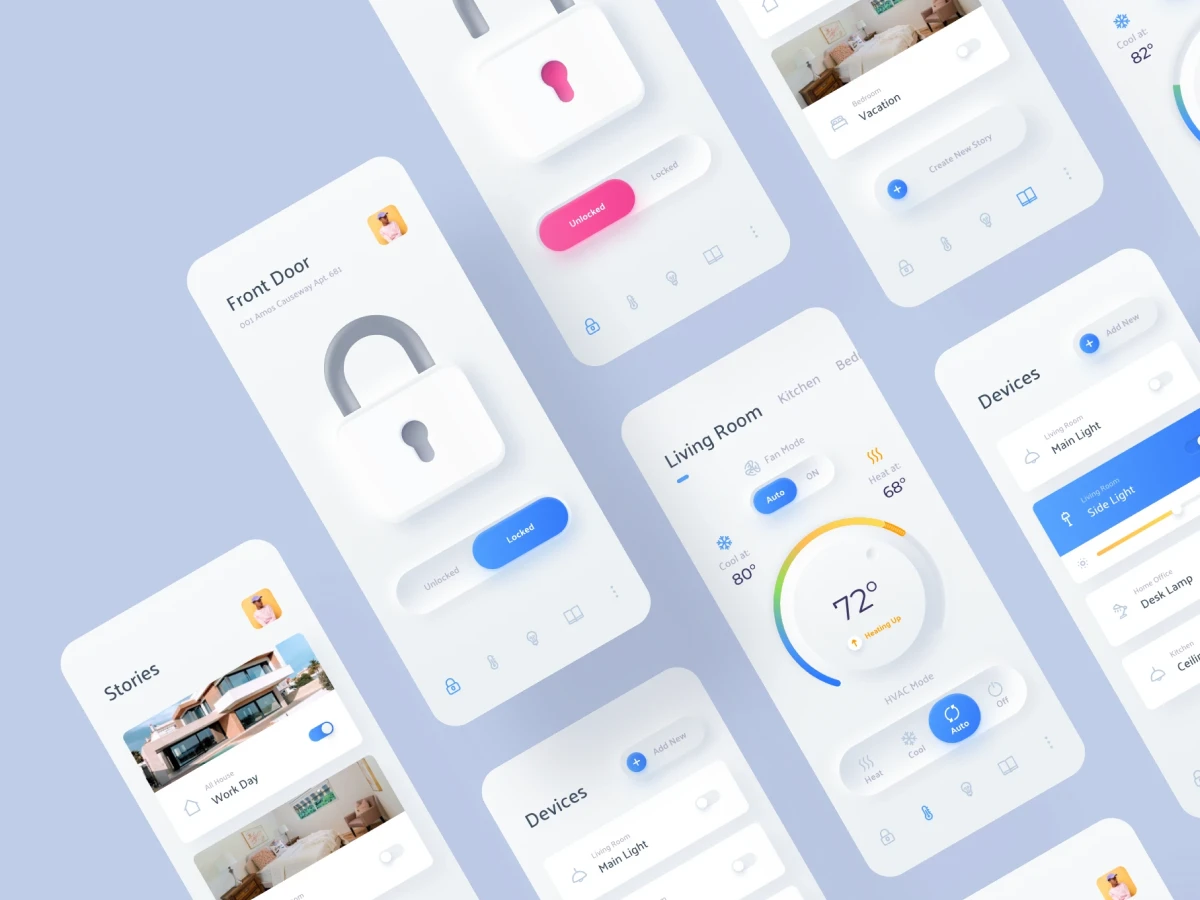 Unlocked
Locked
Bedroom
Vacation
Create New Story
Cool at:
82°
Front Door
001 Amos Causeway Apt. 681
Unlocked
Locked
Living Room
Kitchen
Bed
Fan Mode
Auto
ON
Heat at:
68°
Cool at:
80°
72°
Heating Up
HVAC Mode
Heat
Cool
Auto
Off
Devices
Add New
Living Room
Main Light
Living Room
Side Light
Home Office
Desk Lamp
Kitchen
Ceilin
Stories
All House
Work Day
Devices
Add New
Living Room
Main Light